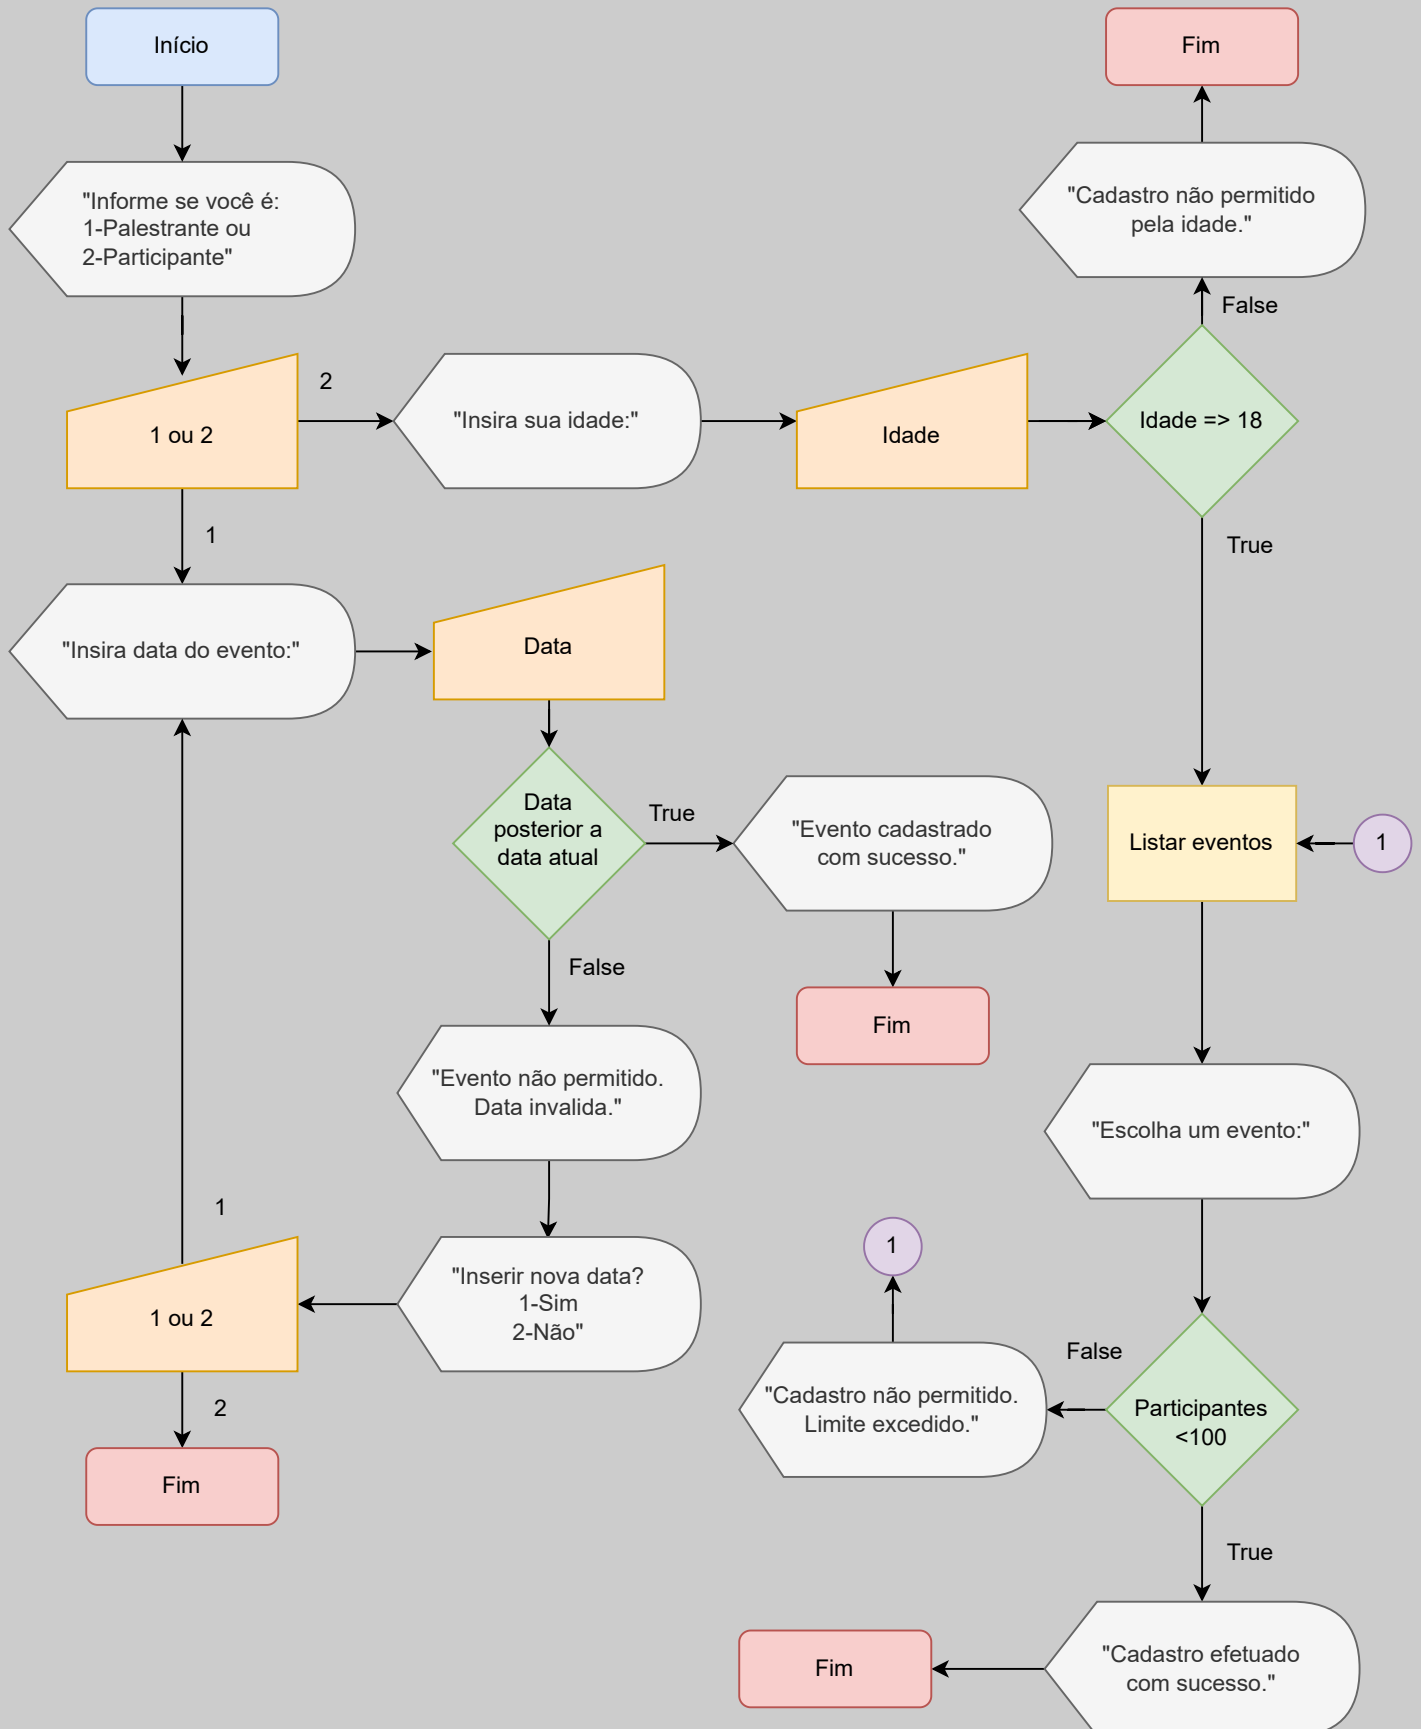 Início
Fim
"Informe se você é:
1-Palestrante ou
2-Participante"
"Cadastro não permitido
pela idade."
False
2
1 ou 2
"Insira sua idade:"
Idade
Idade => 18
1
True
"Insira data do evento:"
Data
Data
posterior a
data atual
True
"Evento cadastrado
com sucesso."
Listar eventos
1
False
Fim
"Evento não permitido.
Data invalida."
"Escolha um evento:"
1
1 ou 2
"Inserir nova data?
1-Sim
2-Não"
1
False
"Cadastro não permitido.
Limite excedido."
Participantes
<100
2
Fim
True
Fim
"Cadastro efetuado
com sucesso."